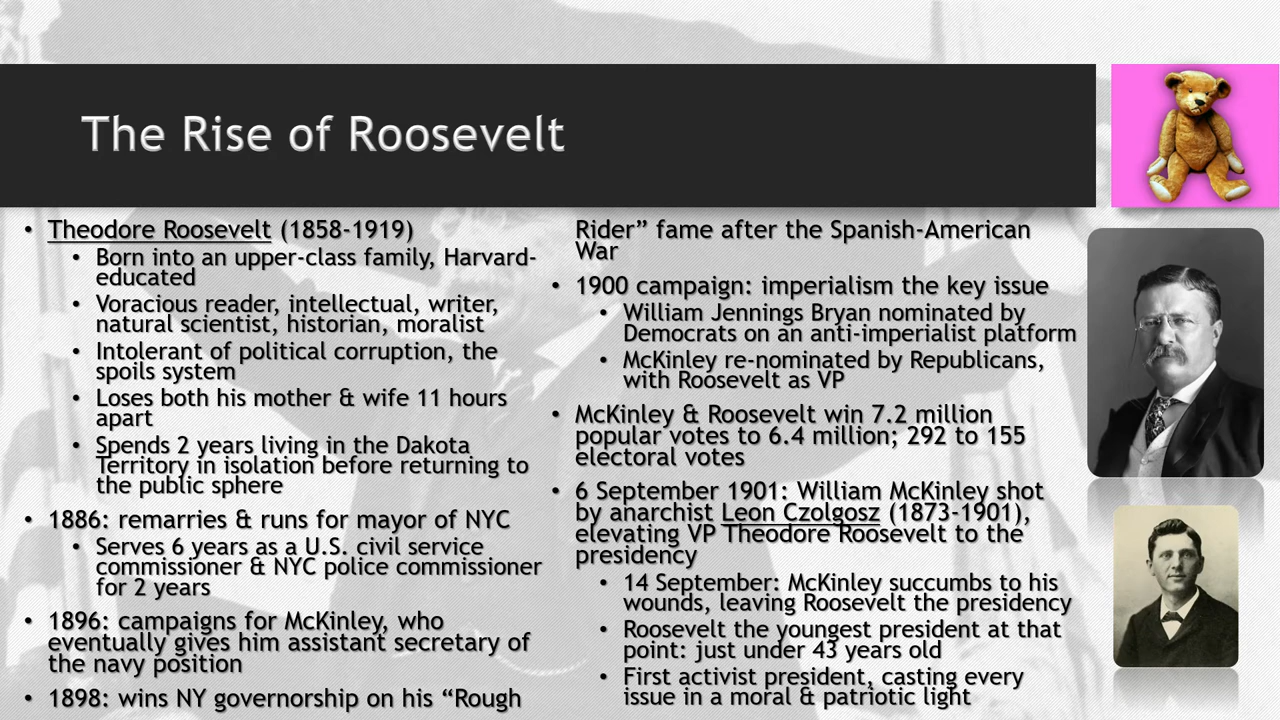 The Rise of Roosevelt
• Theodore Roosevelt (1858-1919)
• Born into an upper-class family, Harvard-
educated
• Voracious reader, intellectual, writer,
natural scientist, historian, moralist
• Intolerant of political corruption, the
spoils system
• Loses both his mother & wife 11 hours
apart
• Spends 2 years living in the Dakota
Territory in isolation before returning to
the public sphere
• 1886: remarries & runs for mayor of NYC
• Serves 6 years as a U.S. civil service
commissioner & NYC police commissioner
for 2 years
• 1896: campaigns for McKinley, who
eventually gives him assistant secretary of
the navy position
• 1898: wins NY governorship on his “Rough
Rider” fame after the Spanish-American
War
• 1900 campaign: imperialism the key issue
• William Jennings Bryan nominated by
Democrats on an anti-imperialist platform
• McKinley re-nominated by Republicans,
with Roosevelt as VP
• McKinley & Roosevelt win 7.2 million
popular votes to 6.4 million; 292 to 155
electoral votes
• 6 September 1901: William McKinley shot
by anarchist Leon Czolgosz (1873-1901),
elevating VP Theodore Roosevelt to the
presidency
• 14 September: McKinley succumbs to his
wounds, leaving Roosevelt the presidency
• Roosevelt the youngest president at that
point: just under 43 years old
• First activist president, casting every
issue in a moral & patriotic light